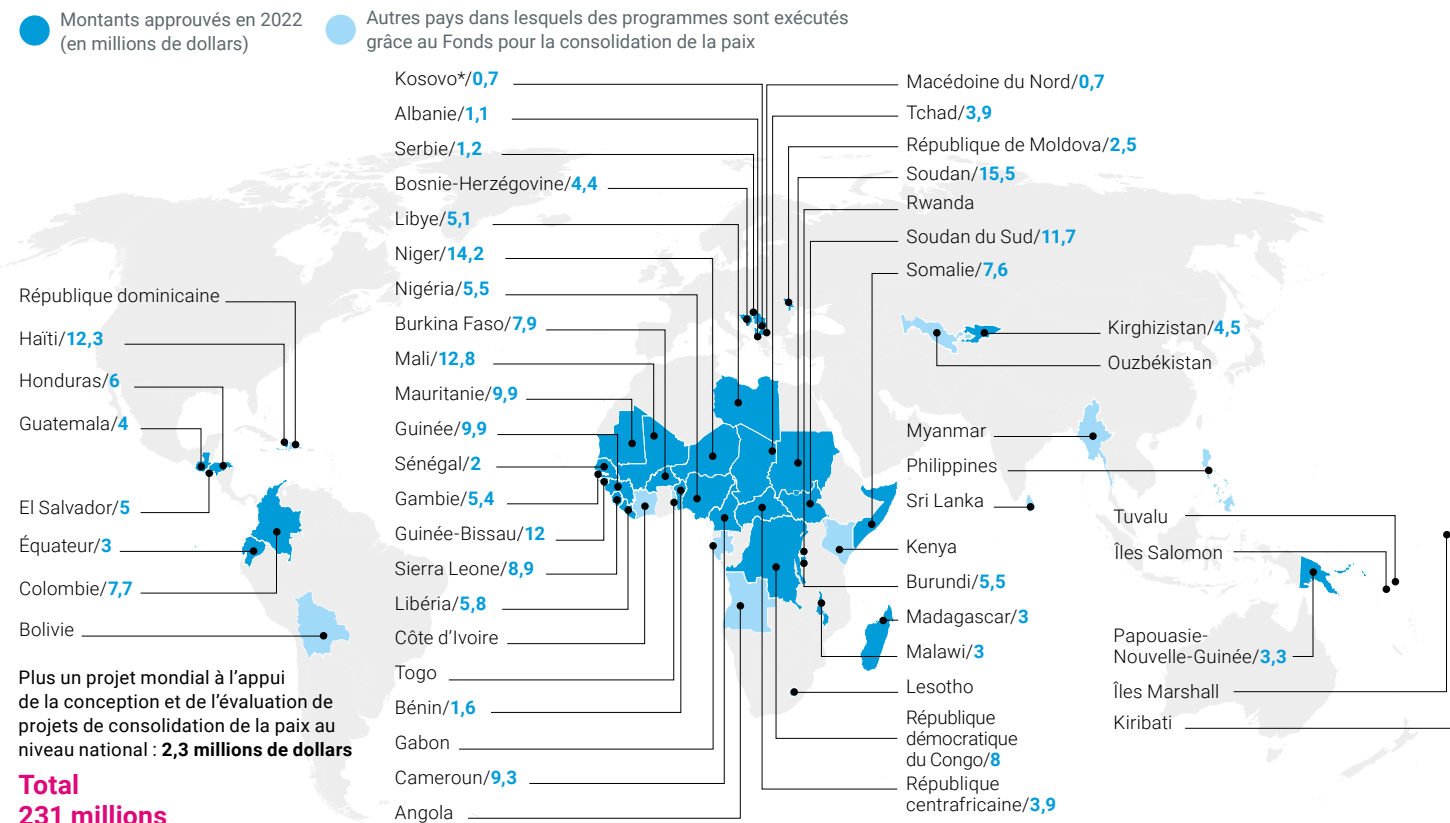 Montants approuvés en 2022
(en millions de dollars)
Autres pays dans lesquels des programmes sont exécutés
grâce au Fonds pour la consolidation de la paix
République dominicaine
Haïti/12,3
Honduras/6
Guatemala/4
El Salvador/5
Équateur/3
Colombie/7,7
Bolivie
Plus un projet mondial à l'appui
de la conception et de l'évaluation de
projets de consolidation de la paix au
niveau national : 2,3 millions de dollars
Total
231 millions
Kosovo*/0,7
Albanie/1,1
Serbie/1,2
Bosnie-Herzégovine/4,4
Libye/5,1
Niger/14,2
Nigéria/5,5
Burkina Faso/7,9
Mali/12,8
Mauritanie/9,9
Guinée/9,9
Sénégal/2
Gambie/5,4
Guinée-Bissau/12
Sierra Leone/8,9
Libéria/5,8
Côte d'Ivoire
Togo
Bénin/1,6
Gabon
Cameroun/9,3
Angola
Macédoine du Nord/0,7
Tchad/3,9
République de Moldova/2,5
Soudan/15,5
Rwanda
Soudan du Sud/11,7
Somalie/7,6
Kirghizistan/4,5
Ouzbékistan
Myanmar
Philippines
Sri Lanka
Kenya
Burundi/5,5
Madagascar/3
Malawi/3
Lesotho
République
démocratique
du Congo/8
République
centrafricaine/3,9
Tuvalu
Îles Salomon
Papouasie-
Nouvelle-Guinée/3,3
Îles Marshall
Kiribati